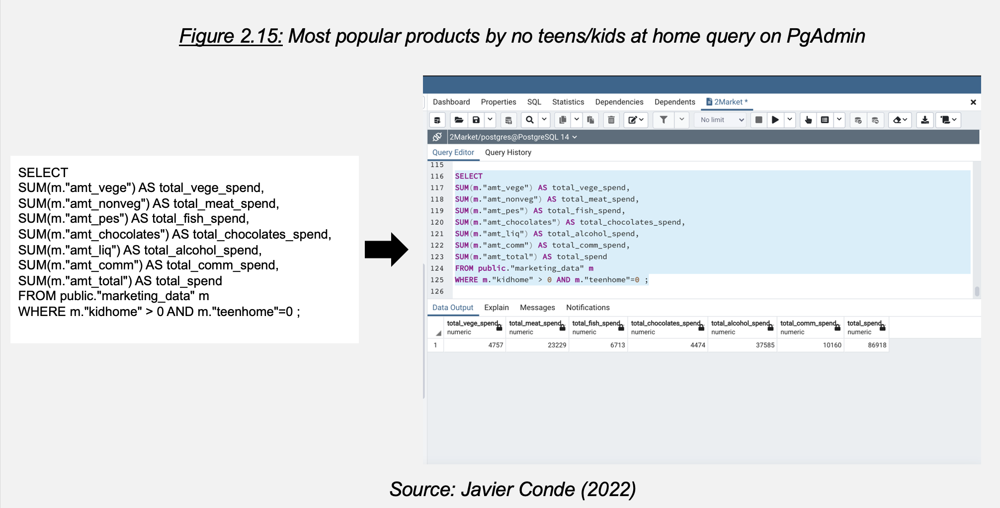 Figure 2.15: Most popular products by no teens/kids at home query on PgAdmin
SELECT
SUM(m."amt_vege") AS total_vege_spend,
SUM(m."amt_nonveg") AS total_meat_spend,
SUM(m."amt_pes") AS total_fish_spend,
SUM(m."amt_chocolates") AS total_chocolates_spend,
SUM(m."amt_liq") AS total_alcohol_spend,
SUM(m."amt_comm") AS total_comm_spend,
SUM(m."amt_total") AS total_spend
FROM public."marketing_data" m
WHERE m."kidhome" > 0 AND m."teenhome"=0 ;
Dashboard Properties SQL Statistics Dependencies Dependents 2Market *
No limit
2Market/postgres@PostgreSQL 14
Query Editor Query History
115
116 SELECT
117 SUM(m."amt_vege") AS total_vege_spend,
118 SUM(m."amt_nonveg") AS total_meat_spend,
119 SUM(m."amt_pes") AS total_fish_spend,
120 SUM(m."amt_chocolates") AS total_chocolates_spend,
121 SUM(m."amt_liq") AS total_alcohol_spend,
122 SUM(m."amt_comm") AS total_comm_spend,
123 SUM(m."amt_total") AS total_spend
124 FROM public."marketing_data" m
125 WHERE m."kidhome" > 0 AND m."teenhome"=0 ;
126
Data Output Explain Messages Notifications
total_vege_spend total_meat_spend total_fish_spend total_chocolates_spend total_alcohol_spend total_comm_spend total_spend
numeric numeric numeric numeric numeric numeric numeric
1 4757 23229 6713 4474 37585 10160 86918
Source: Javier Conde (2022)